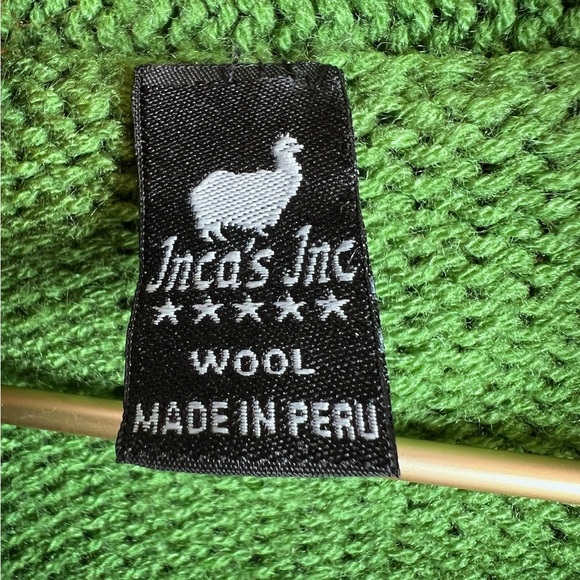 Inca's Inc
★★★★★
WOOL
MADE IN PERU